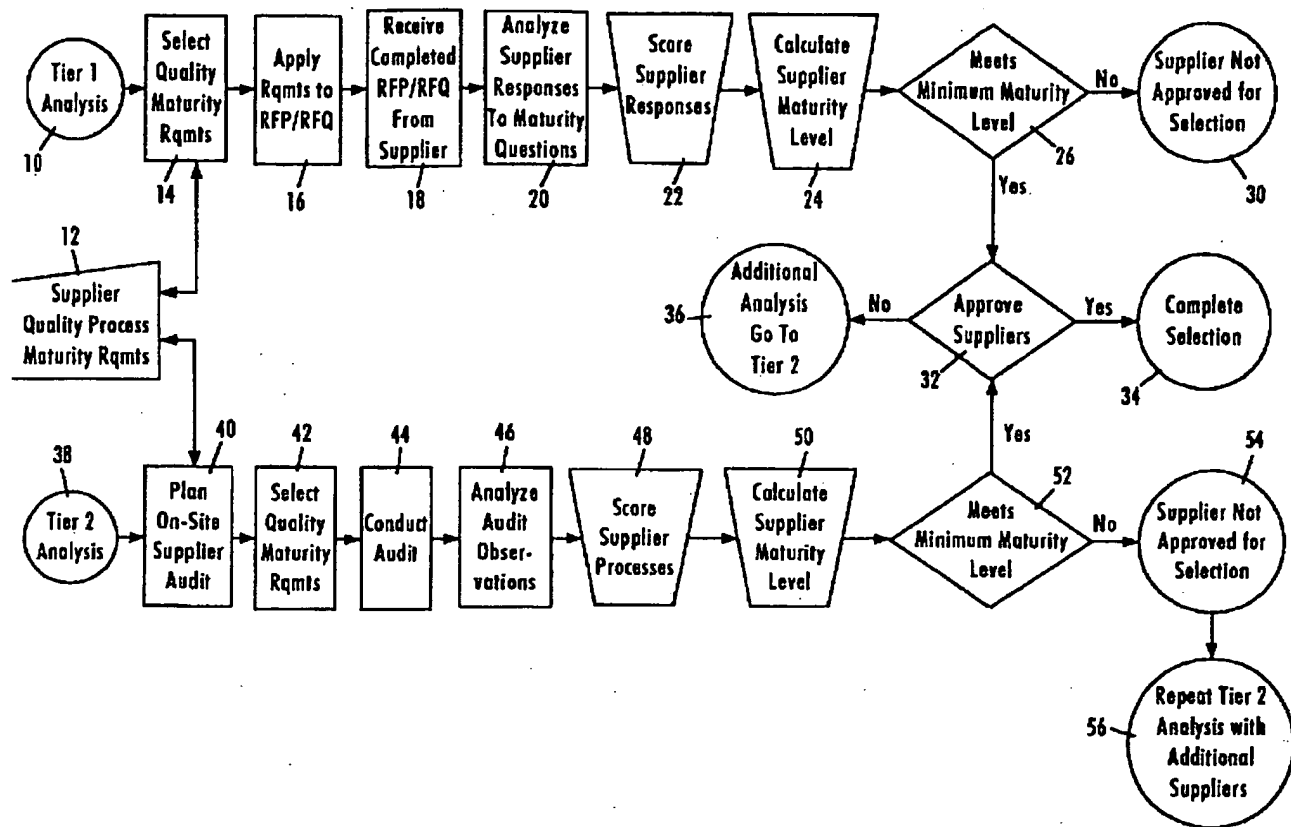 Tier 1
Analysis
10
Select
Quality
Maturity
Rqmts
14
Apply
Rqmts to
RFP/RFQ
16
Receive
Completed
RFP/RFQ
From
Supplier
18
Analyze
Supplier
Responses
To Maturity
Questions
20
Score
Supplier
Responses
22
Calculate
Supplier
Maturity
Level
24
Meets
Minimum Maturity
Level
26
No
Yes
Supplier Not
Approved for
Selection
30
12
Supplier
Quality Process
Maturity Rqmts
36
Additional
Analysis
Go To
Tier 2
No
Approve
Suppliers
32
Yes
Complete
Selection
34
38
Tier 2
Analysis
40
Plan
On-Site
Supplier
Audit
42
Select
Quality
Maturity
Rqmts
44
Conduct
Audit
46
Analyze
Audit
Obser-
vations
48
Score
Supplier
Processes
50
Calculate
Supplier
Maturity
Level
Yes
52
Meets
Minimum Maturity
Level
No
54
Supplier Not
Approved for
Selection
56
Repeat Tier 2
Analysis with
Additional
Suppliers